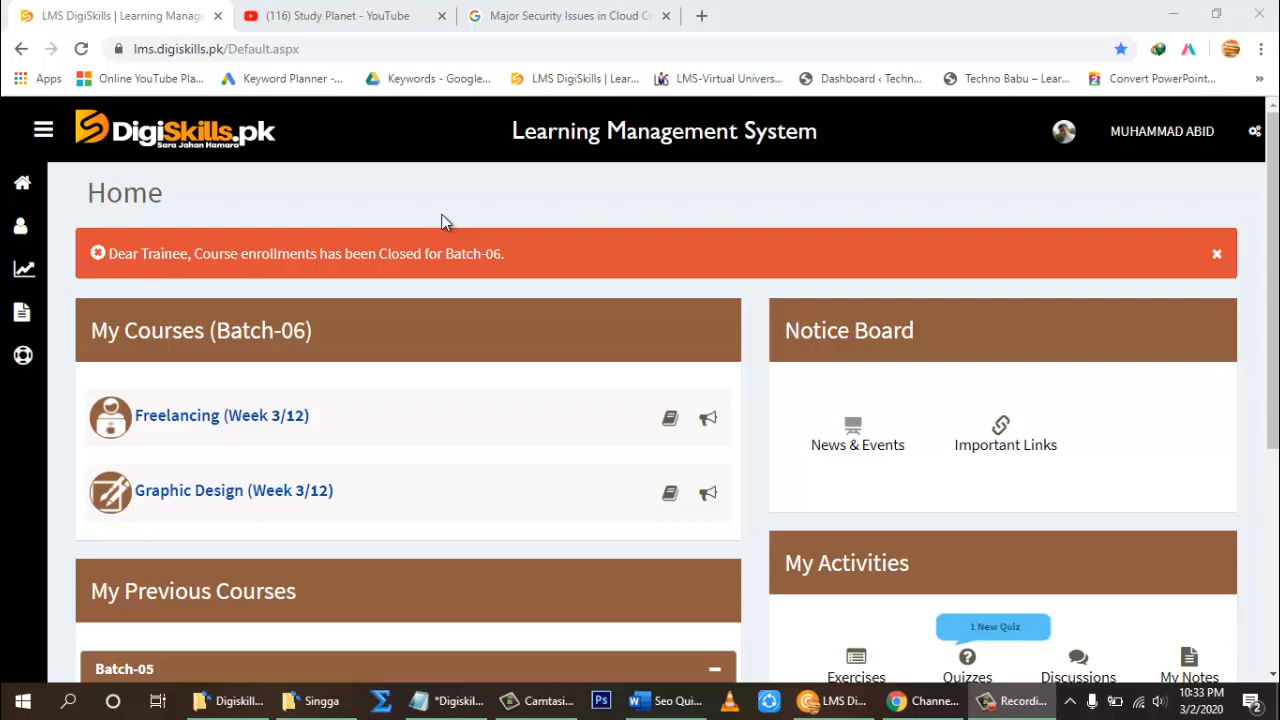 LMS DigiSkills | Learning Manage
(116) Study Planet - YouTube
Major Security Issues in Cloud Co
lms.digiskills.pk/Default.aspx
Apps
Online YouTube Pla...
Keyword Planner -...
Keywords - Google...
LMS DigiSkills | Lear...
LMS-Virtual Univers...
Dashboard ‹ Techn...
Techno Babu – Lear...
Convert PowerPoint...
DigiSkills.pk
Sara Jahan Hamara
Learning Management System
MUHAMMAD ABID
Home
Dear Trainee, Course enrollments has been Closed for Batch-06.
My Courses (Batch-06)
Freelancing (Week 3/12)
Graphic Design (Week 3/12)
Notice Board
News & Events
Important Links
My Previous Courses
Batch-05
My Activities
1 New Quiz
Exercises
Quizzes
Discussions
My Notes
Digiskill...
Singga
*Digiskil...
Camtasi...
Seo Qui...
LMS Di...
Channe...
Recordi...
10:33 PM
3/2/2020
2